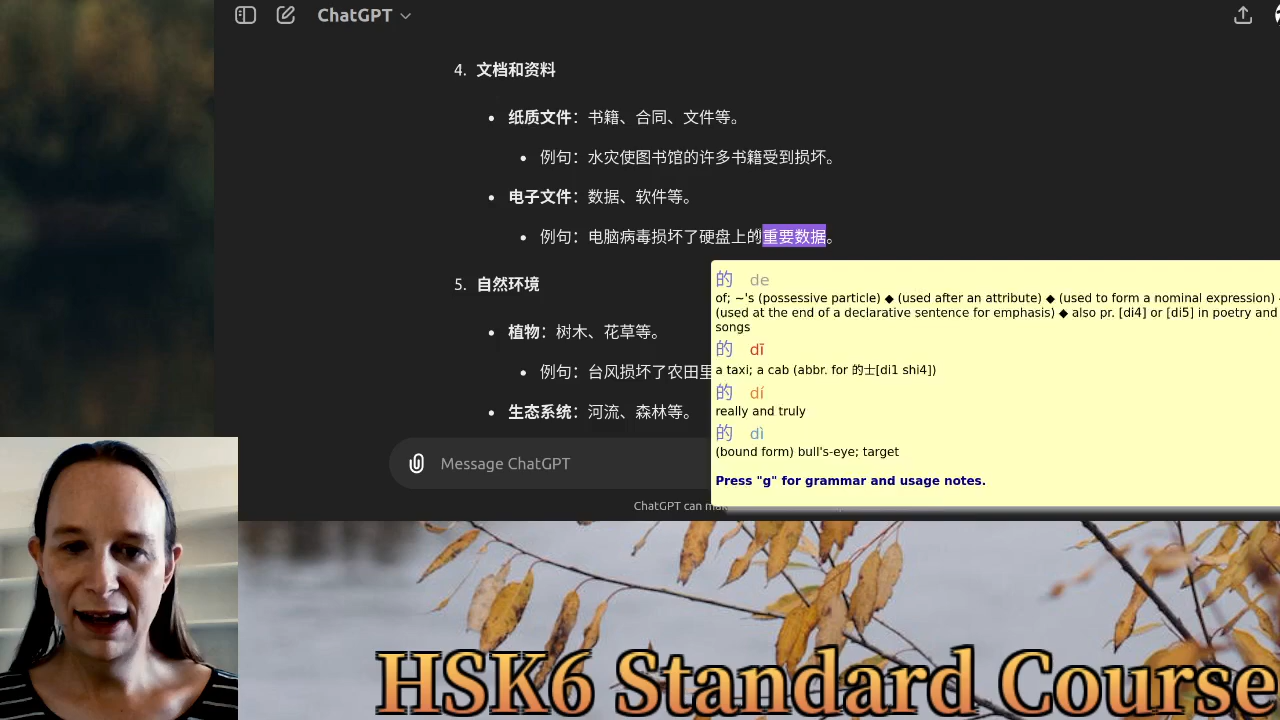 ChatGPT
4. 文档和资料
• 纸质文件：书籍、合同、文件等。
• 例句：水灾使图书馆的许多书籍受到损坏。
• 电子文件：数据、软件等。
• 例句：电脑病毒损坏了硬盘上的重要数据。
5. 自然环境
• 植物：树木、花草等。
• 例句：台风损坏了农田里
• 生态系统：河流、森林等。
的 de
of; ~'s (possessive particle) ◆ (used after an attribute) ◆ (used to form a nominal expression)
(used at the end of a declarative sentence for emphasis) ◆ also pr. [di4] or [di5] in poetry and
songs
的 dī
a taxi; a cab (abbr. for 的士[di1 shi4])
的 dí
really and truly
的 dì
(bound form) bull's-eye; target
Press "g" for grammar and usage notes.
Message ChatGPT
ChatGPT can
HSK6 Standard Course